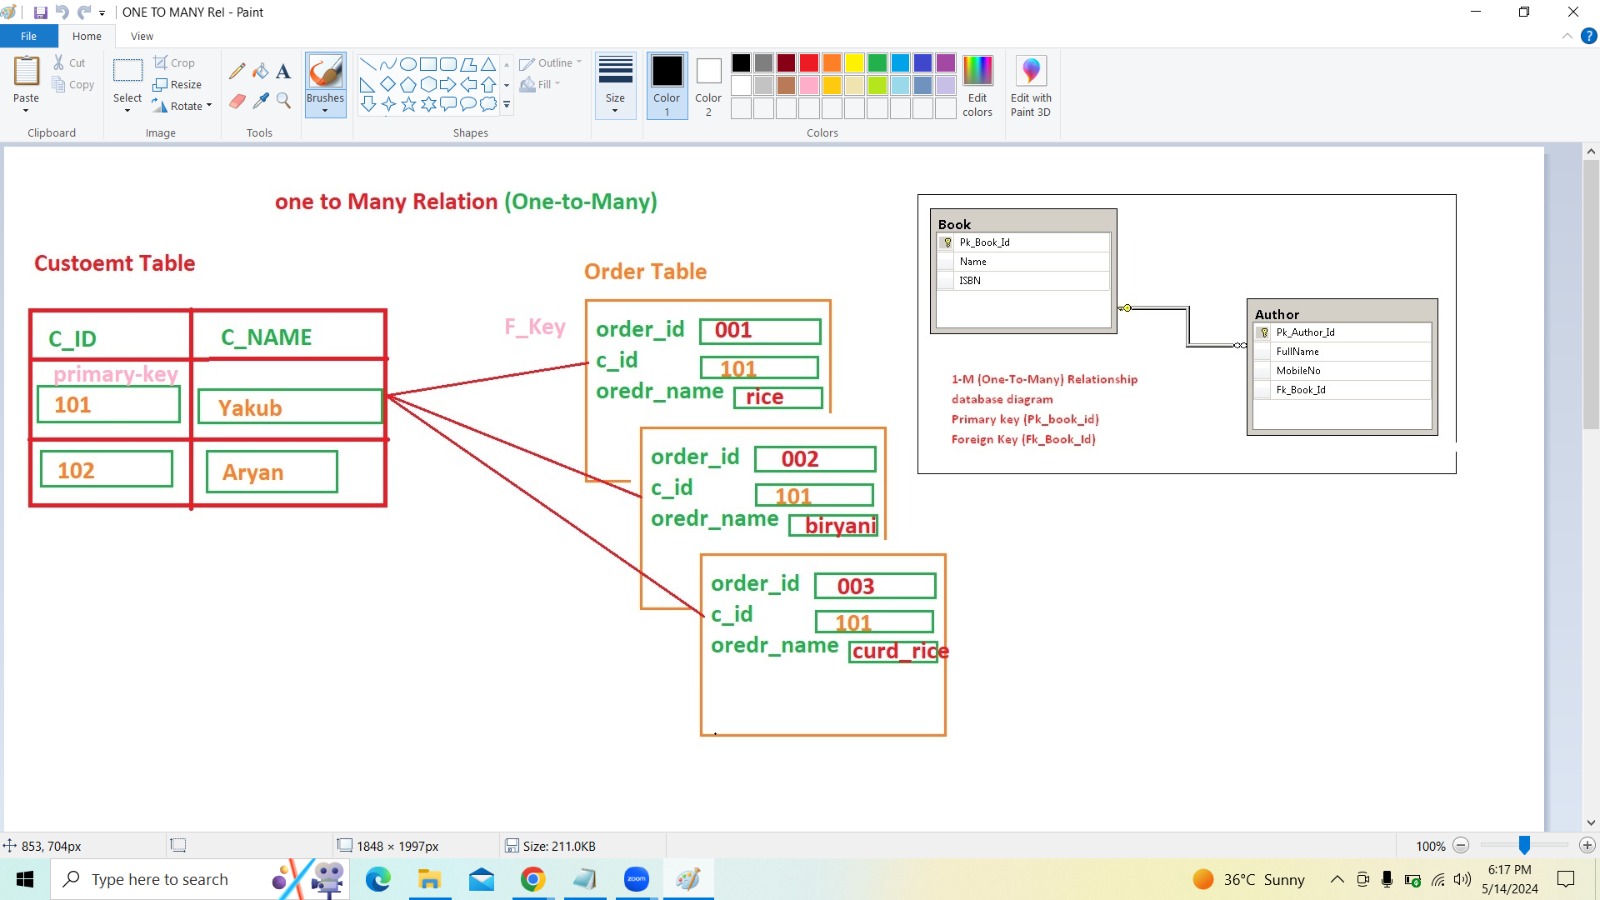 ONE TO MANY Rel - Paint
File
Home
View
Paste
Cut
Copy
Clipboard
Select
Crop
Resize
Rotate
Image
A
Tools
Brushes
Outline
Fill
Shapes
Size
Color
1
Color
2
Edit
colors
Colors
Edit with
Paint 3D
one to Many Relation (One-to-Many)
Custoemt Table
C_ID
C_NAME
primary-key
101
Yakub
102
Aryan
Order Table
F_Key
order_id 001
c_id 101
oredr_name rice
order_id 002
c_id 101
oredr_name biryani
order_id 003
c_id 101
oredr_name curd_rice
Book
Pk_Book_Id
Name
ISBN
Author
Pk_Author_Id
FullName
MobileNo
Fk_Book_Id
1-M (One-To-Many) Relationship
database diagram
Primary key (Pk_book_id)
Foreign Key (Fk_Book_Id)
853, 704px
1848 × 1997px
Size: 211.0KB
100%
Type here to search
zoom
36°C Sunny
6:17 PM
5/14/2024